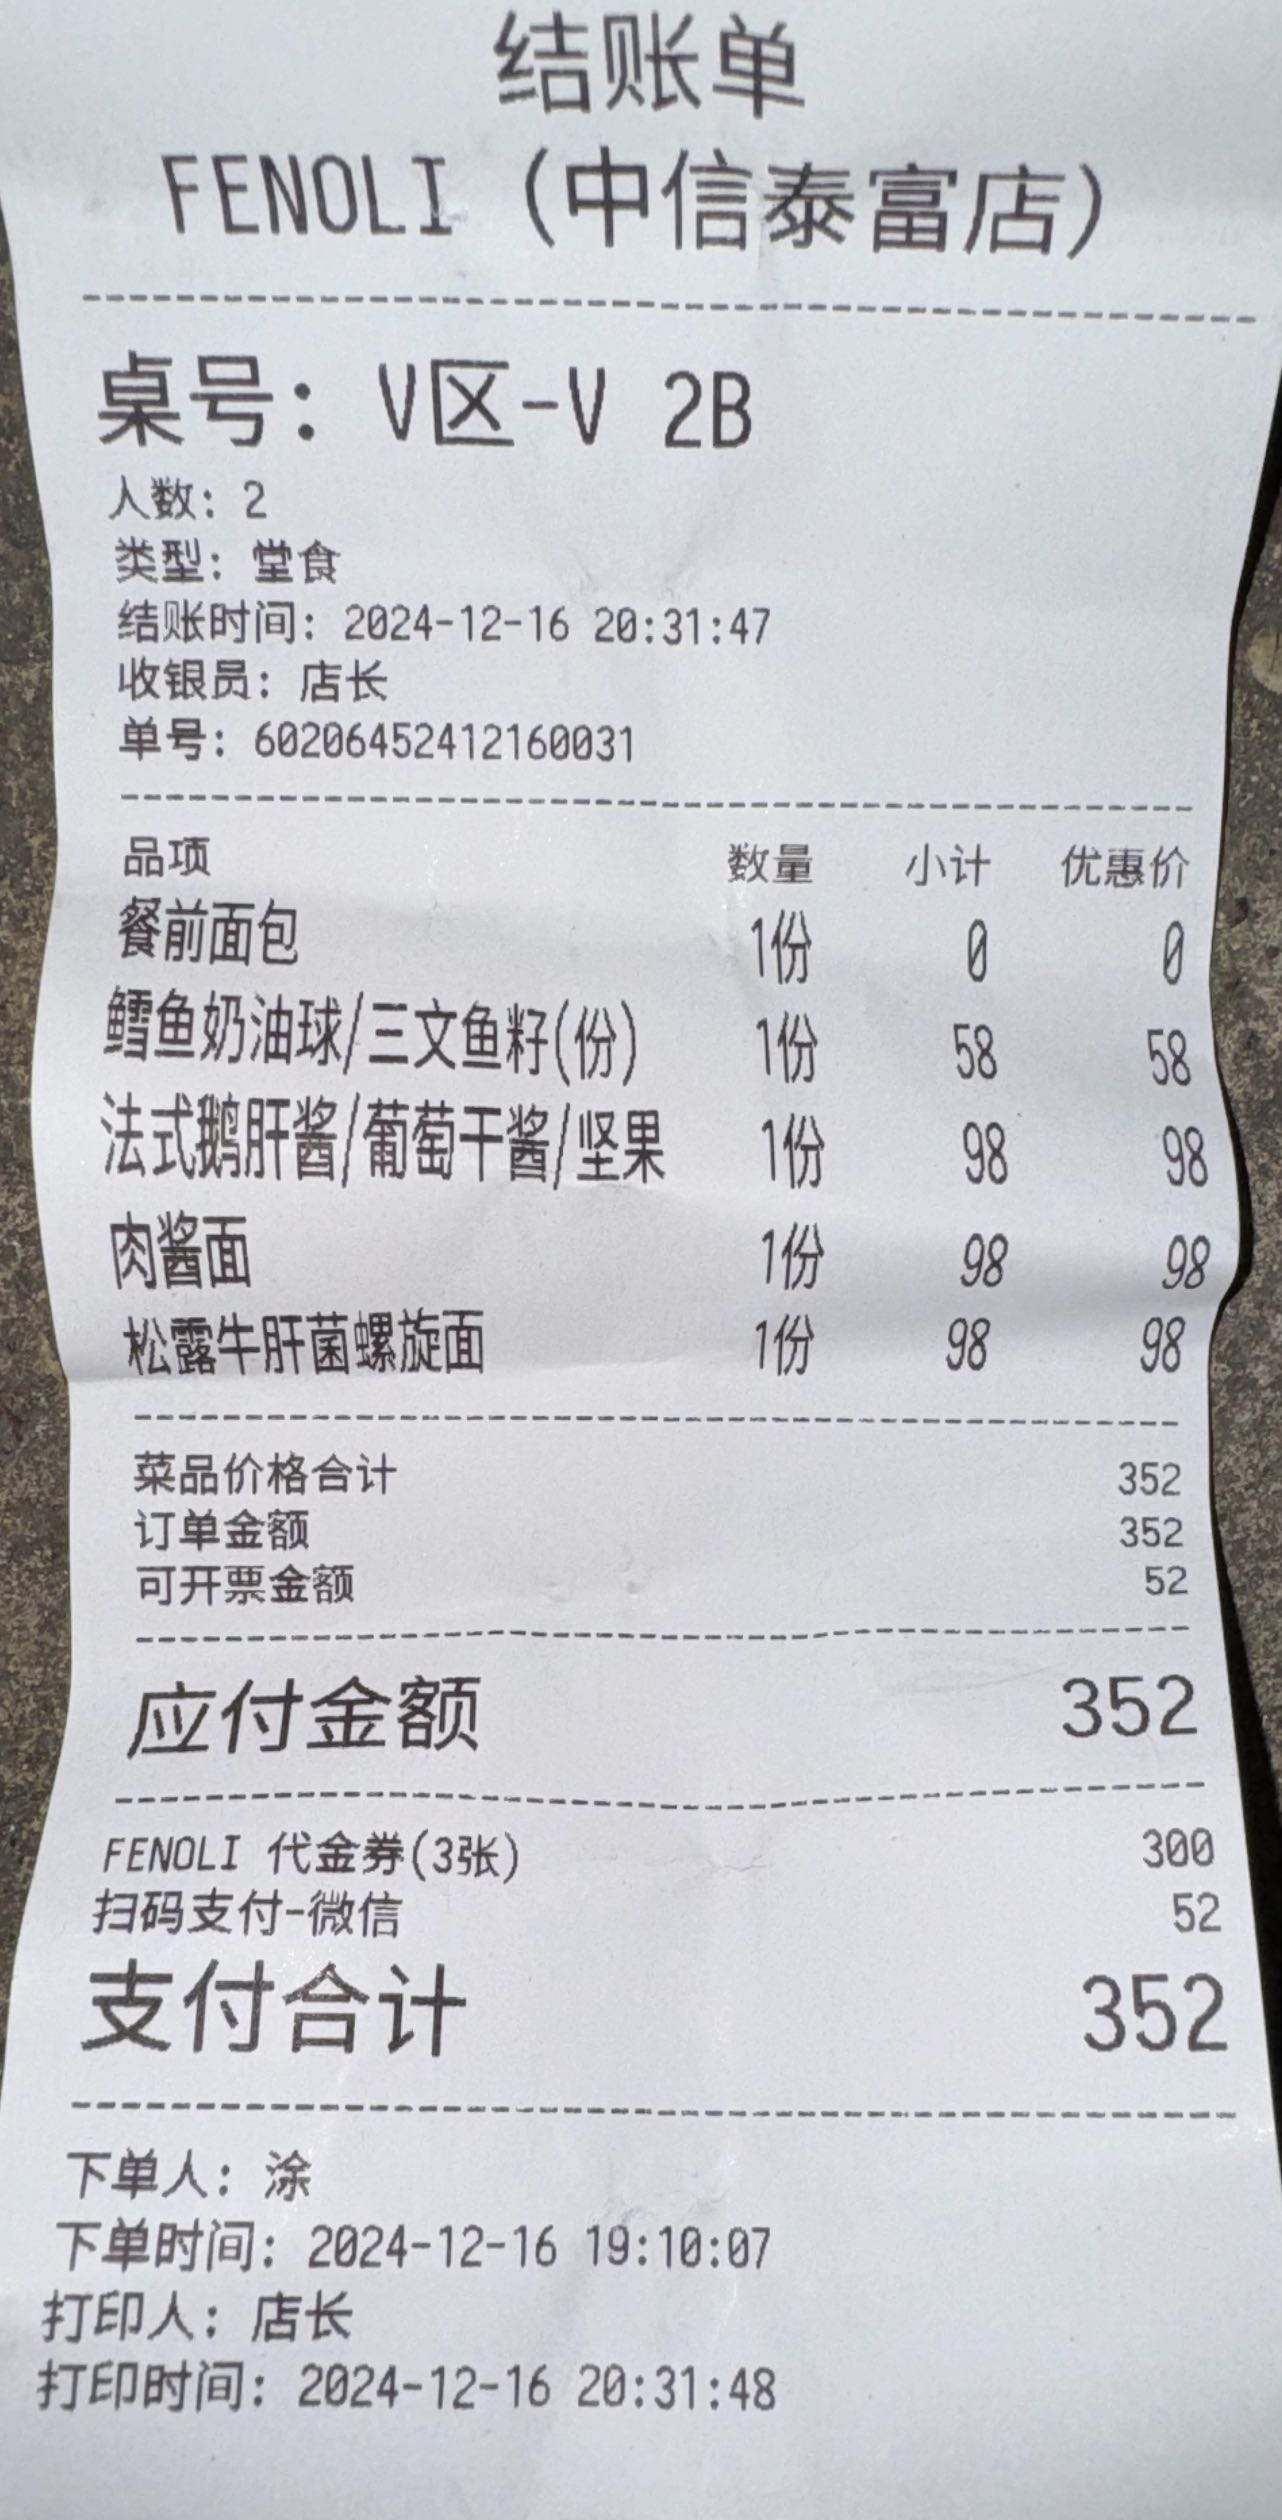 结账单
FENOLI (中信泰富店)
桌号: V区-V 2B
人数: 2
类型: 堂食
结账时间: 2024-12-16 20:31:47
收银员: 店长
单号: 60206452412160031
品项 数量 小计 优惠价
餐前面包 1份 0 0
鳕鱼奶油球/三文鱼籽(份) 1份 58 58
法式鹅肝酱/葡萄干酱/坚果 1份 98 98
肉酱面 1份 98 98
松露牛肝菌螺旋面 1份 98 98
菜品价格合计 352
订单金额 352
可开票金额 52
应付金额 352
FENOLI 代金券(3张) 300
扫码支付-微信 52
支付合计 352
下单人: 涂
下单时间: 2024-12-16 19:10:07
打印人: 店长
打印时间: 2024-12-16 20:31:48